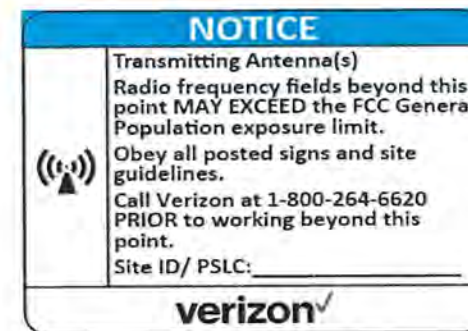 NOTICE
Transmitting Antenna(s)
Radio frequency fields beyond this
point MAY EXCEED the FCC Genera
Population exposure limit.
Obey all posted signs and site
guidelines.
Call Verizon at 1-800-264-6620
PRIOR to working beyond this
point.
Site ID/ PSLC:____________________
verizon✓